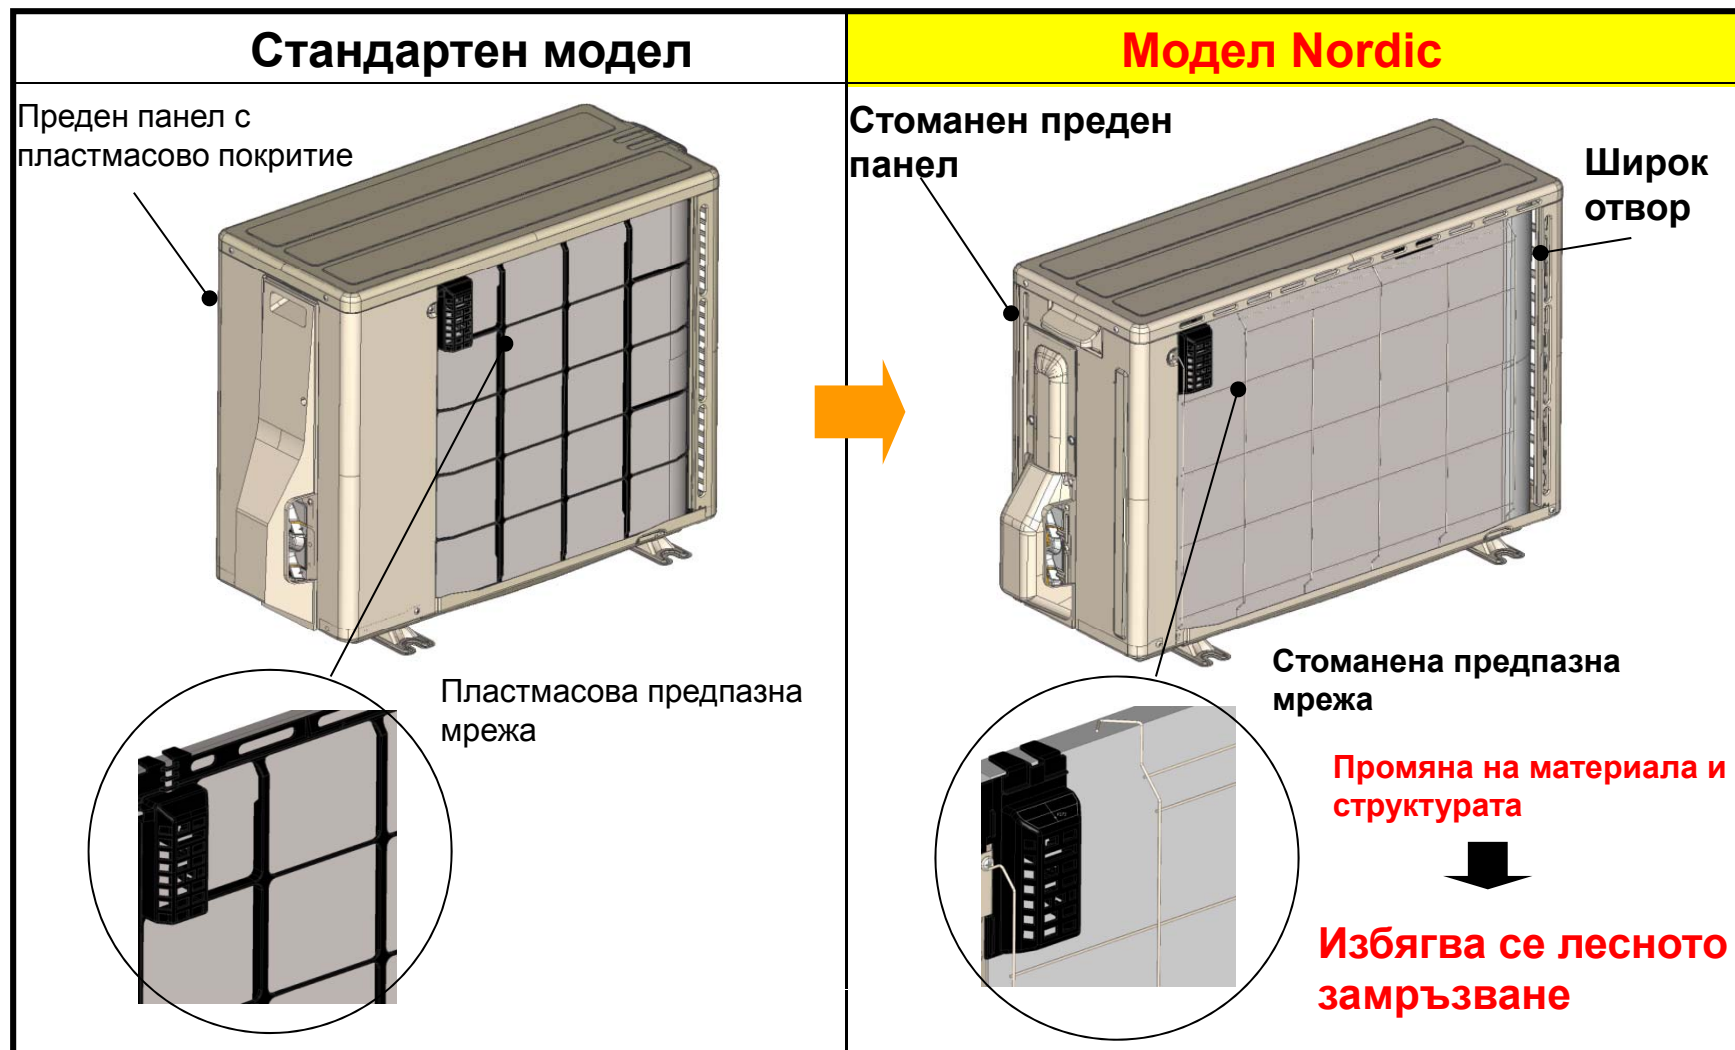 Стандартен модел
Модел Nordic
Преден панел с
пластмасово покритие
Стоманен преден
панел
Широк
отвор
Пластмасова предпазна
мрежа
Стоманена предпазна
мрежа
Промяна на материала и
структурата
Избягва се лесното
замръзване